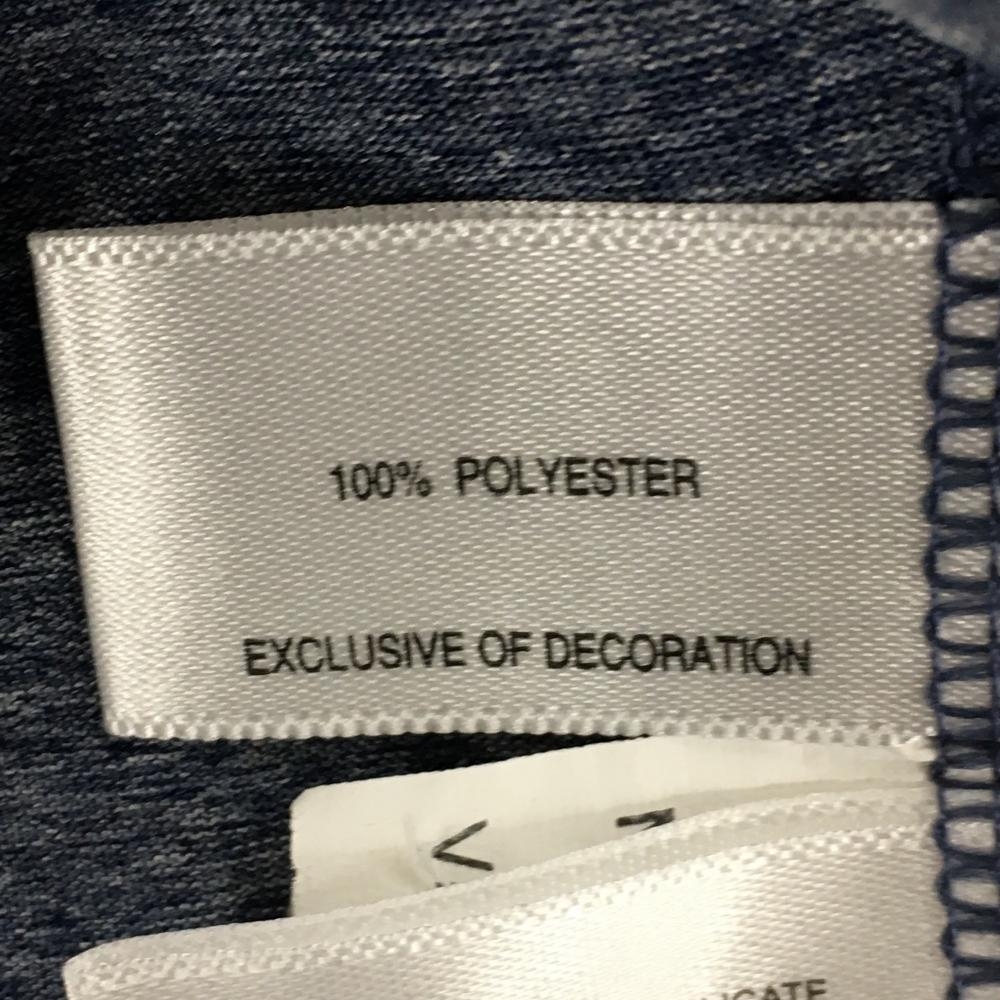 100% POLYESTER
EXCLUSIVE OF DECORATION